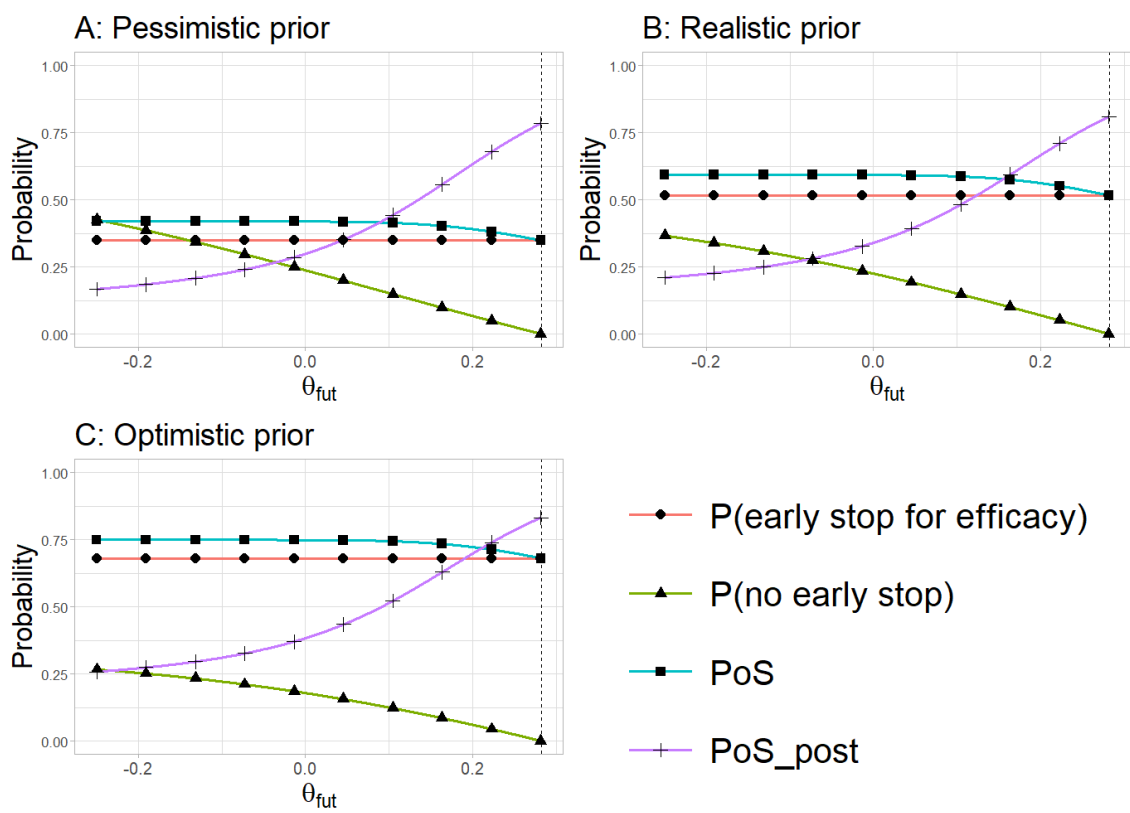 A: Pessimistic prior
1.00
0.75
0.50
0.25
0.00
Probability
-0.2
0.0
0.2
θfut
B: Realistic prior
1.00
0.75
0.50
0.25
0.00
Probability
-0.2
0.0
0.2
θfut
C: Optimistic prior
1.00
0.75
0.50
0.25
0.00
Probability
-0.2
0.0
0.2
θfut
P(early stop for efficacy)
P(no early stop)
PoS
PoS_post